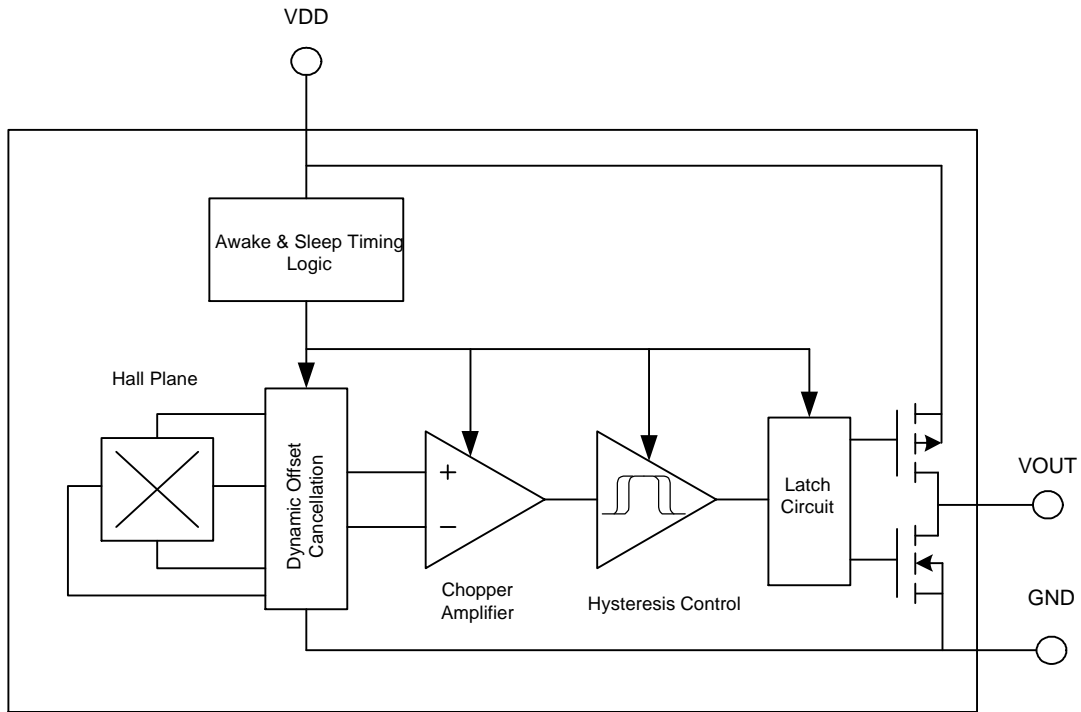 VDD
Awake & Sleep Timing
Logic
Hall Plane
Dynamic Offset
Cancellation
+
−
Chopper
Amplifier
Hysteresis Control
Latch
Circuit
VOUT
GND